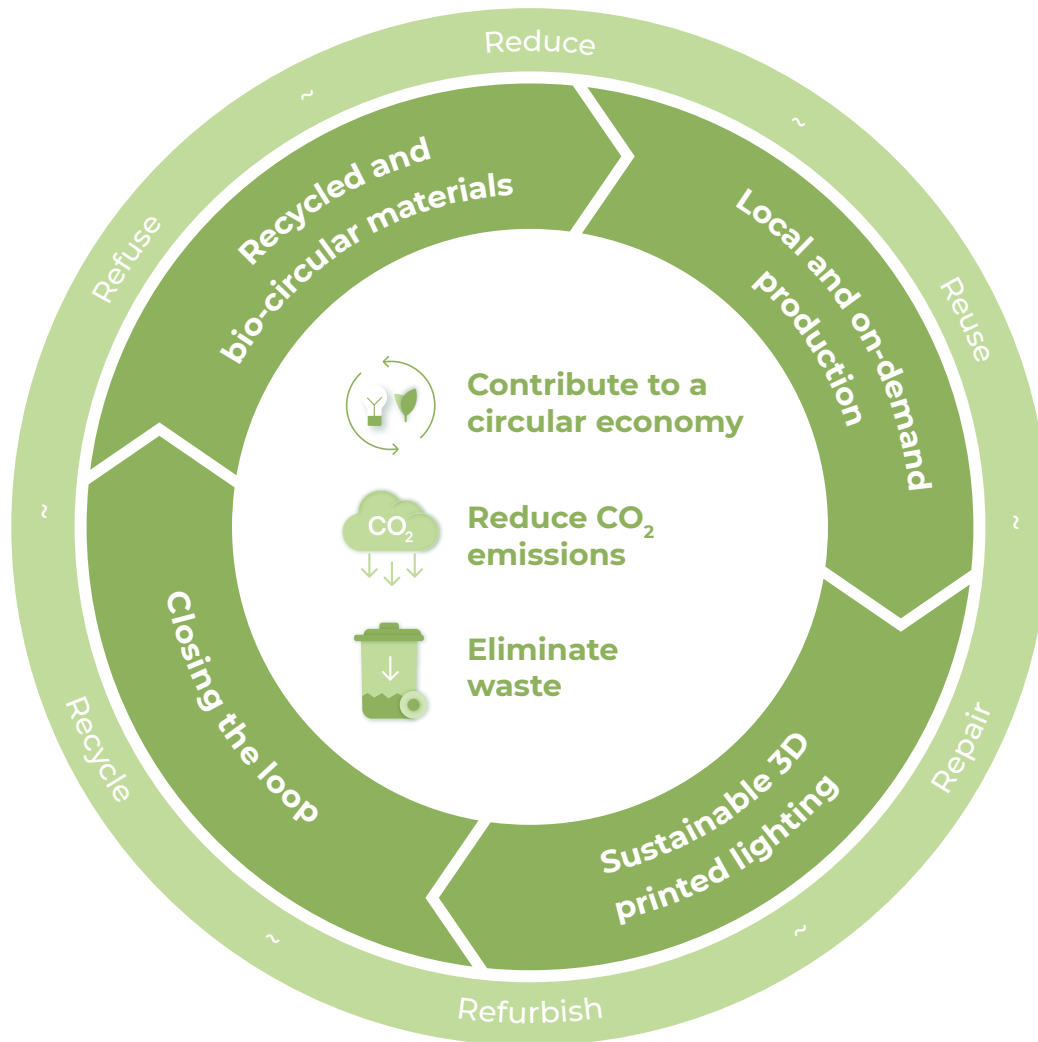 Reduce
~
Reuse
~
Repair
~
Refurbish
~
Recycle
~
Refuse
~
Recycled and
bio-circular materials
Local and on-demand
production
Sustainable 3D
printed lighting
Closing the loop
Contribute to a
circular economy
CO₂
Reduce CO₂
emissions
Eliminate
waste